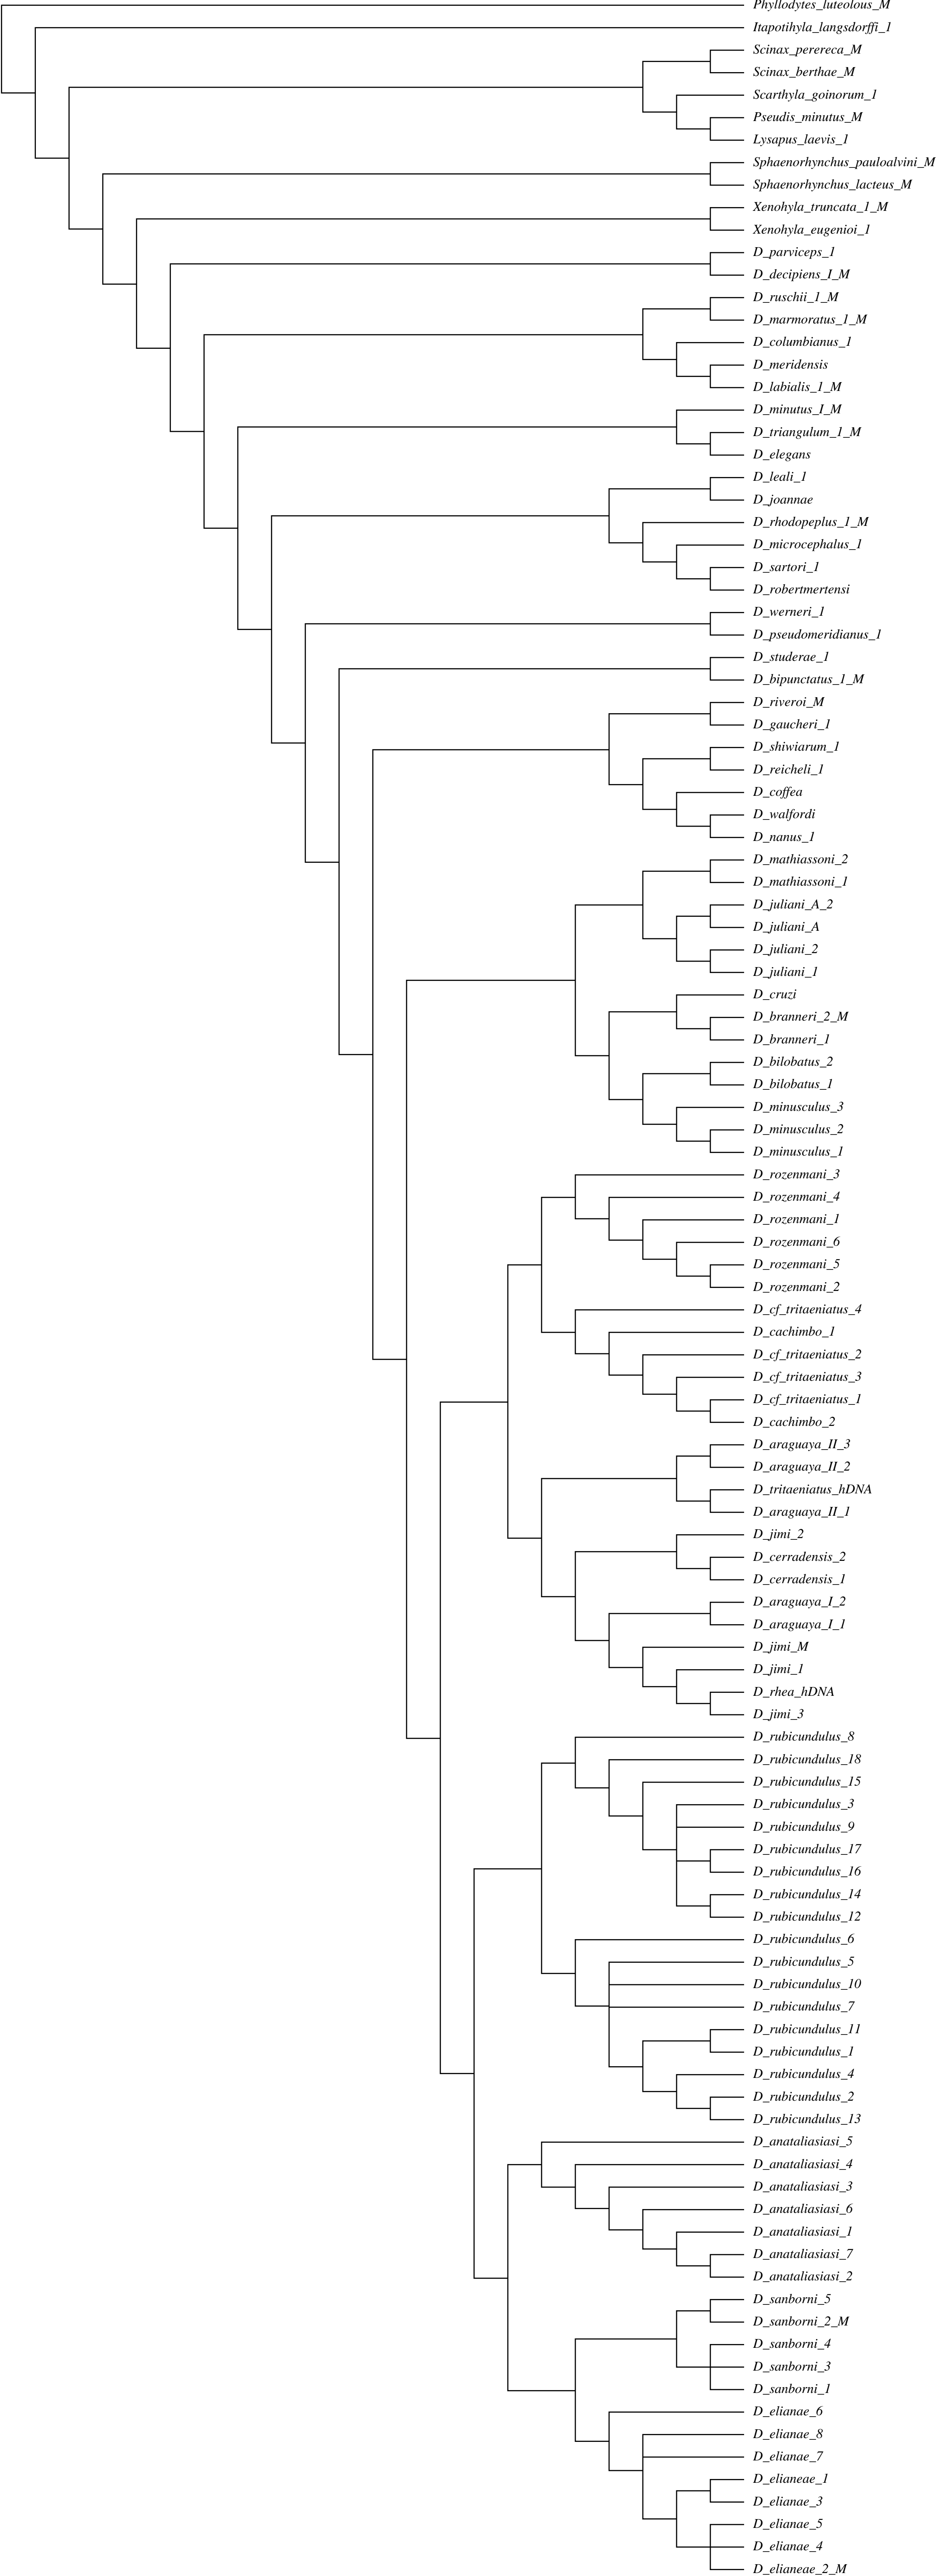 Phyllodytes_luteolous_M
Itapotihyla_langsdorffi_1
Scinax_perereca_M
Scinax_berthae_M
Scarthyla_goinorum_1
Pseudis_minutus_M
Lysapus_laevis_1
Sphaenorhynchus_pauloalvini_M
Sphaenorhynchus_lacteus_M
Xenohyla_truncata_1_M
Xenohyla_eugenioi_1
D_parviceps_1
D_decipiens_I_M
D_ruschii_1_M
D_marmoratus_1_M
D_columbianus_1
D_meridensis
D_labialis_1_M
D_minutus_I_M
D_triangulum_1_M
D_elegans
D_leali_1
D_joannae
D_rhodopeplus_1_M
D_microcephalus_1
D_sartori_1
D_robertmertensi
D_werneri_1
D_pseudomeridianus_1
D_studerae_1
D_bipunctatus_1_M
D_riveroi_M
D_gaucheri_1
D_shiwiarum_1
D_reicheli_1
D_coffea
D_walfordi
D_nanus_1
D_mathiassoni_2
D_mathiassoni_1
D_juliani_A_2
D_juliani_A
D_juliani_2
D_juliani_1
D_cruzi
D_branneri_2_M
D_branneri_1
D_bilobatus_2
D_bilobatus_1
D_minusculus_3
D_minusculus_2
D_minusculus_1
D_rozenmani_3
D_rozenmani_4
D_rozenmani_1
D_rozenmani_6
D_rozenmani_5
D_rozenmani_2
D_cf_tritaeniatus_4
D_cachimbo_1
D_cf_tritaeniatus_2
D_cf_tritaeniatus_3
D_cf_tritaeniatus_1
D_cachimbo_2
D_araguaya_II_3
D_araguaya_II_2
D_tritaeniatus_hDNA
D_araguaya_II_1
D_jimi_2
D_cerradensis_2
D_cerradensis_1
D_araguaya_I_2
D_araguaya_I_1
D_jimi_M
D_jimi_1
D_rhea_hDNA
D_jimi_3
D_rubicundulus_8
D_rubicundulus_18
D_rubicundulus_15
D_rubicundulus_3
D_rubicundulus_9
D_rubicundulus_17
D_rubicundulus_16
D_rubicundulus_14
D_rubicundulus_12
D_rubicundulus_6
D_rubicundulus_5
D_rubicundulus_10
D_rubicundulus_7
D_rubicundulus_11
D_rubicundulus_1
D_rubicundulus_4
D_rubicundulus_2
D_rubicundulus_13
D_anataliasiasi_5
D_anataliasiasi_4
D_anataliasiasi_3
D_anataliasiasi_6
D_anataliasiasi_1
D_anataliasiasi_7
D_anataliasiasi_2
D_sanborni_5
D_sanborni_2_M
D_sanborni_4
D_sanborni_3
D_sanborni_1
D_elianae_6
D_elianae_8
D_elianae_7
D_elianeae_1
D_elianae_3
D_elianae_5
D_elianae_4
D_elianeae_2_M